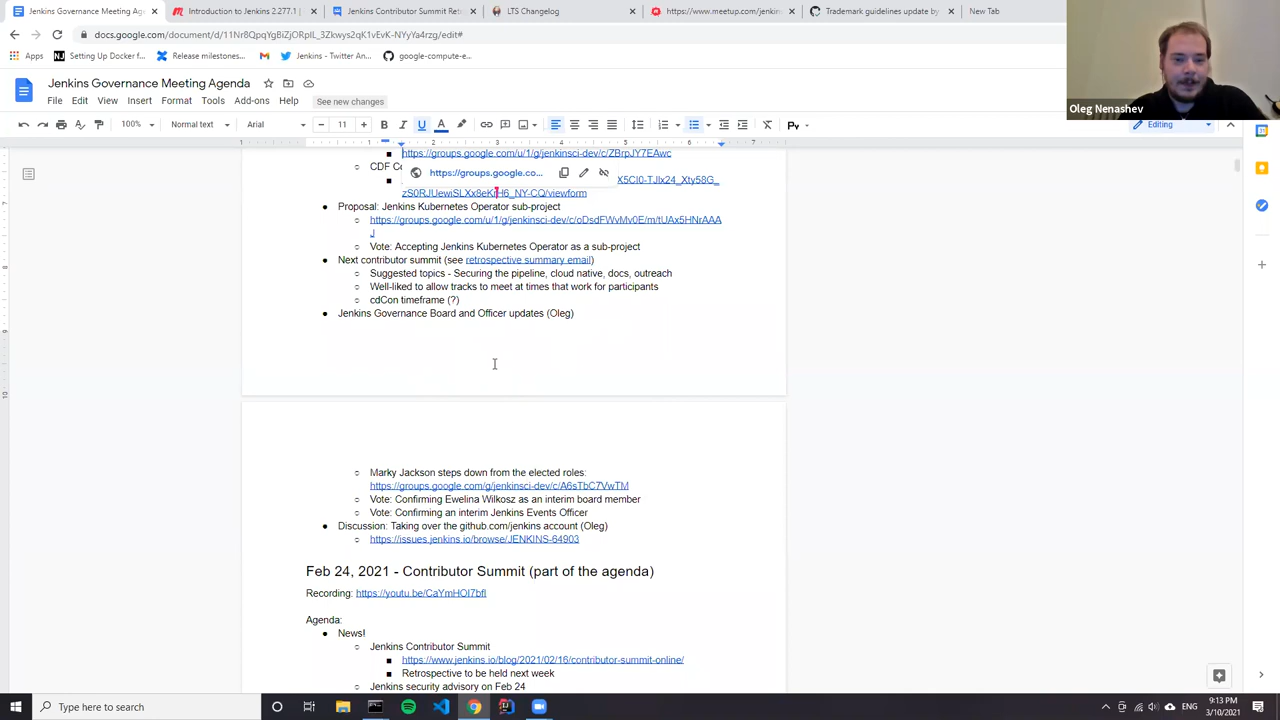 Jenkins Governance Meeting Agenda
Introduction to Jenkins 2.277.1
Jenkins Contributor Summit Retro
LTS Changelog
https://www.meetup.com/jenkins
Trademark guidelines update by
New Tab
docs.google.com/document/d/11Nr8QpqYgBiZjORpIL_3Zkwys2qK1vEvK-NYyYa4rzg/edit#
Apps
Setting Up Docker f...
Release milestones...
Jenkins - Twitter An...
google-compute-e...
Jenkins Governance Meeting Agenda
File Edit View Insert Format Tools Add-ons Help
See new changes
100%
Normal text
Arial
11
Editing
Oleg Nenashev
https://groups.google.com/u/1/g/jenkinsci-dev/c/ZBrpJY7EAwc
CDF C
https://groups.google.co...
X5CI0-TJlx24_Xty58G_
zS0RJUewiSLXx8eKrH6_NY-CQ/viewform
Proposal: Jenkins Kubernetes Operator sub-project
https://groups.google.com/u/1/g/jenkinsci-dev/c/oDsdFWvMv0E/m/tUAx5HNrAAA
J
Vote: Accepting Jenkins Kubernetes Operator as a sub-project
Next contributor summit (see retrospective summary email)
Suggested topics - Securing the pipeline, cloud native, docs, outreach
Well-liked to allow tracks to meet at times that work for participants
cdCon timeframe (?)
Jenkins Governance Board and Officer updates (Oleg)
Marky Jackson steps down from the elected roles:
https://groups.google.com/g/jenkinsci-dev/c/A6sTbC7VwTM
Vote: Confirming Ewelina Wilkosz as an interim board member
Vote: Confirming an interim Jenkins Events Officer
Discussion: Taking over the github.com/jenkins account (Oleg)
https://issues.jenkins.io/browse/JENKINS-64903
Feb 24, 2021 - Contributor Summit (part of the agenda)
Recording: https://youtu.be/CaYmHOI7bfI
Agenda:
News!
Jenkins Contributor Summit
https://www.jenkins.io/blog/2021/02/16/contributor-summit-online/
Retrospective to be held next week
Jenkins security advisory on Feb 24
Type here to search
ENG
9:13 PM
3/10/2021